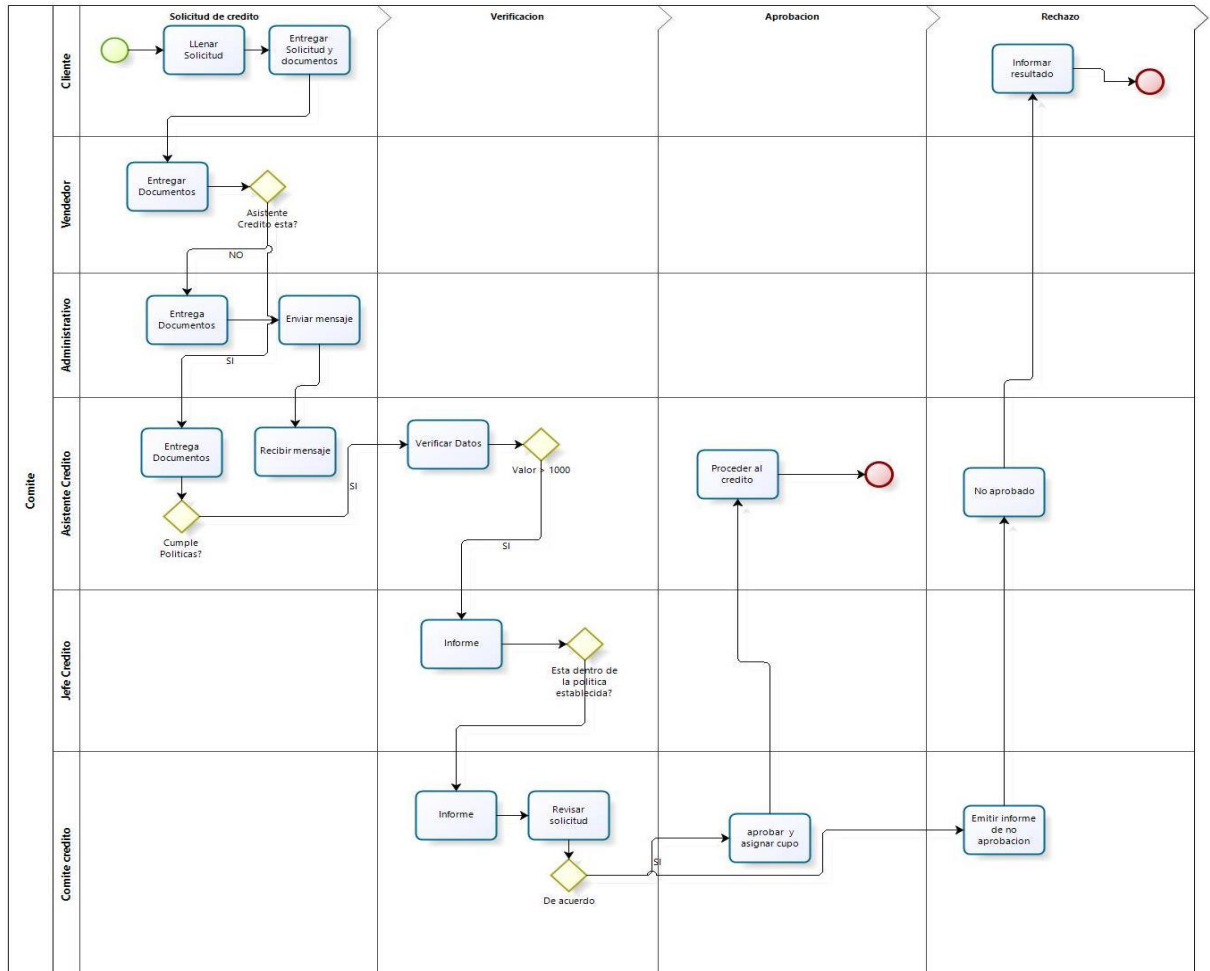 Solicitud de credito
Verificacion
Aprobacion
Rechazo
Comite
Cliente
LLenar
Solicitud
Entregar
Solicitud y
documentos
Informar
resultado
Vendedor
Entregar
Documentos
Asistente
Credito esta?
NO
Administrativo
Entrega
Documentos
Enviar mensaje
SI
Asistente Credito
Entrega
Documentos
Recibir mensaje
Cumple
Politicas?
SI
Verificar Datos
Valor > 1000
SI
Proceder al
credito
No aprobado
Jefe Credito
Informe
Esta dentro de
la política
establecida?
Comite credito
Informe
Revisar
solicitud
De acuerdo
SI
aprobar y
asignar cupo
Emitir informe
de no
aprobacion